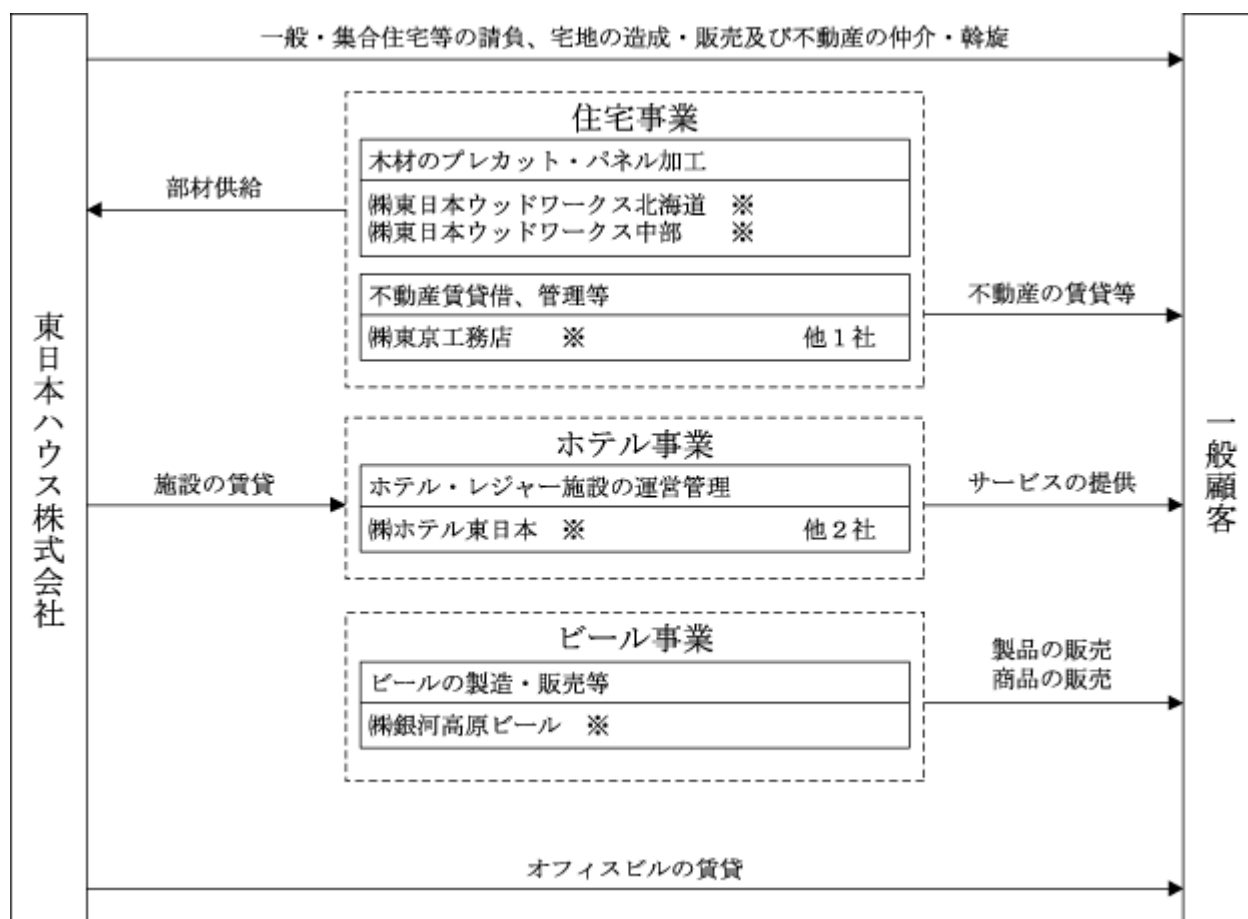 一般・集合住宅等の請負、宅地の造成・販売及び不動産の仲介・斡旋
東日本ハウス株式会社
住宅事業
木材のプレカット・パネル加工
㈱東日本ウッドワークス北海道 ※
㈱東日本ウッドワークス中部 ※
部材供給
不動産賃貸借、管理等
㈱東京工務店 ※ 他1社
不動産の賃貸等
ホテル事業
ホテル・レジャー施設の運営管理
㈱ホテル東日本 ※ 他2社
施設の賃貸
サービスの提供
ビール事業
ビールの製造・販売等
㈱銀河高原ビール ※
製品の販売
商品の販売
オフィスビルの賃貸
一般顧客